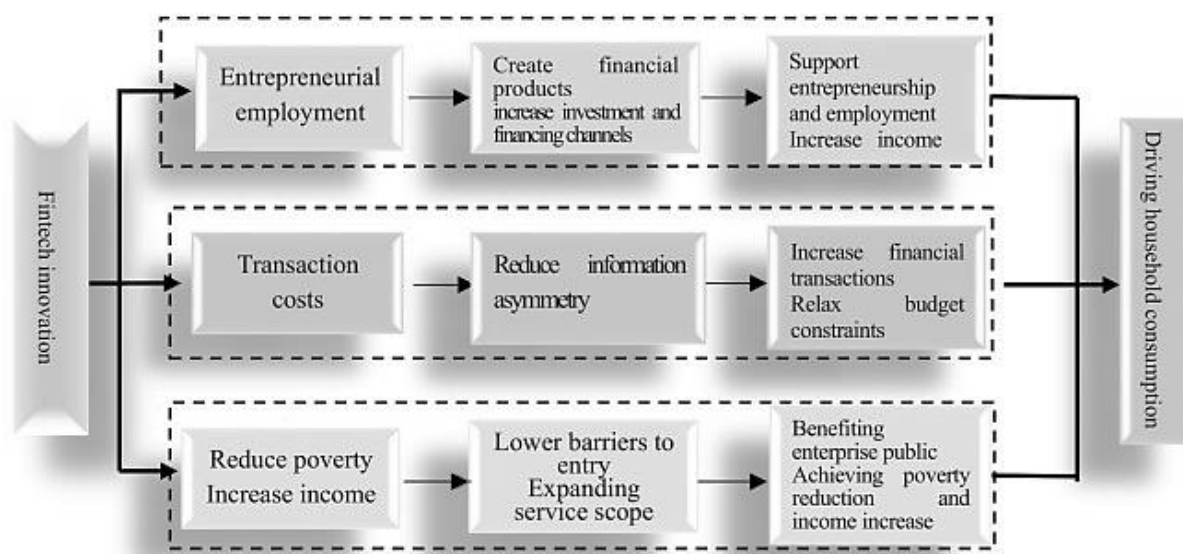 Fintech innovation
Entrepreneurial
employment
Create financial
products
increase investment and
financing channels
Support
entrepreneurship
and employment
Increase income
Transaction
costs
Reduce information
asymmetry
Increase financial
transactions
Relax budget
constraints
Reduce poverty
Increase income
Lower barriers to
entry
Expanding
service scope
Benefiting
enterprise public
Achieving poverty
reduction and
income increase
Driving household consumption